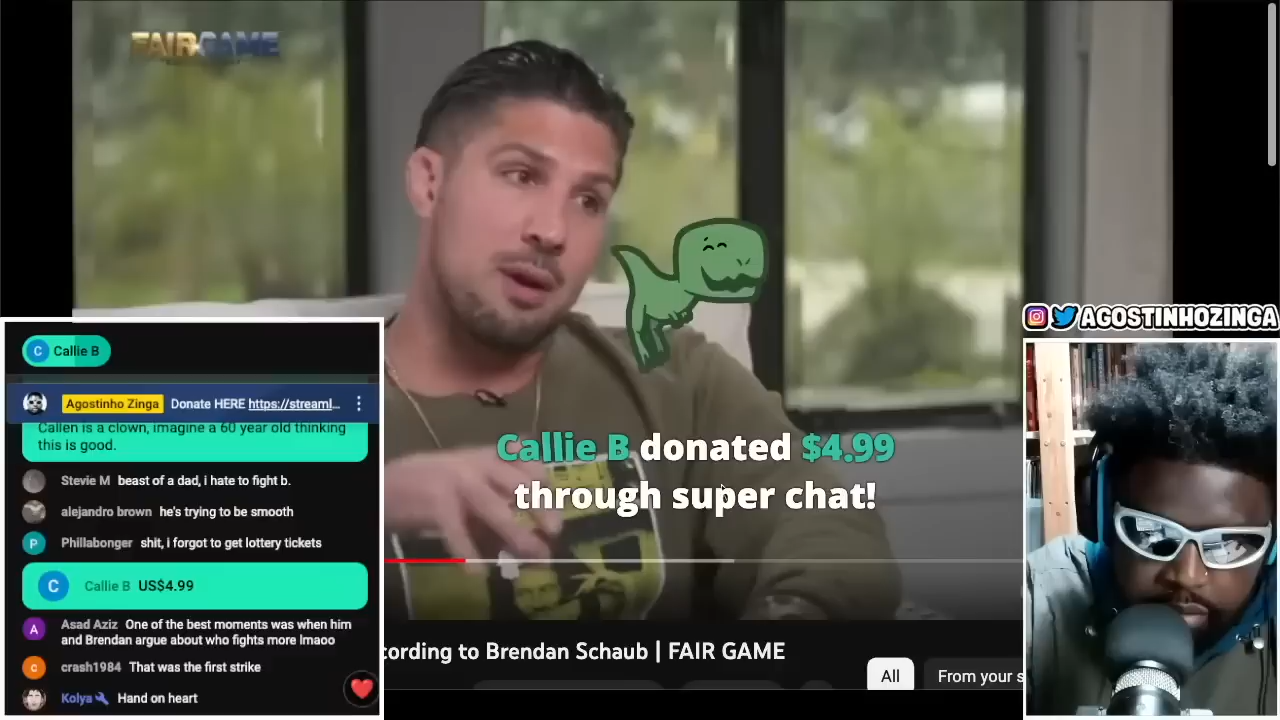 FAIR GAME
AGOSTINHOZINGA
C Callie B
Agostinho Zinga Donate HERE https://streaml...
Callen is a clown, imagine a 60 year old thinking
this is good.
Stevie M beast of a dad, i hate to fight b.
alejandro brown he's trying to be smooth
P Phillabonger shit, i forgot to get lottery tickets
C Callie B US$4.99
A Asad Aziz One of the best moments was when him
and Brendan argue about who fights more lmaoo
c crash1984 That was the first strike
Kolya Hand on heart
Callie B donated $4.99
through super chat!
cording to Brendan Schaub | FAIR GAME
All
From your s